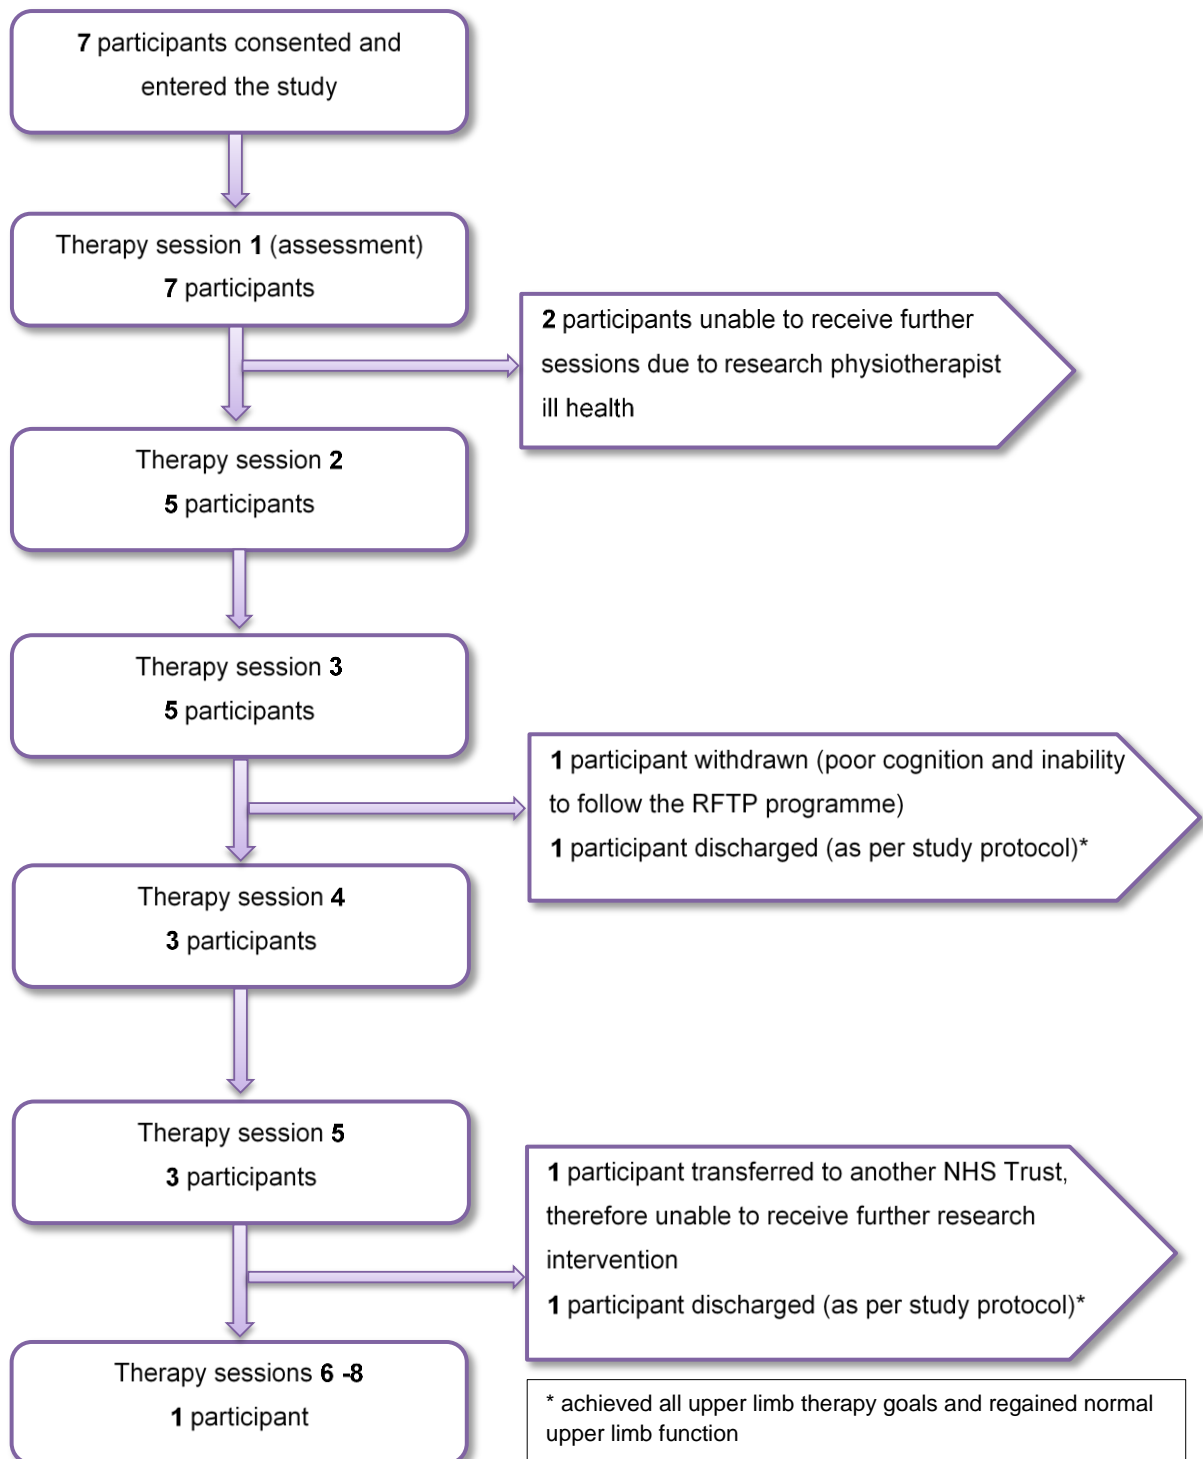 7 participants consented and
entered the study
Therapy session 1 (assessment)
7 participants
2 participants unable to receive further
sessions due to research physiotherapist
ill health
Therapy session 2
5 participants
Therapy session 3
5 participants
1 participant withdrawn (poor cognition and inability
to follow the RFTP programme)
1 participant discharged (as per study protocol)*
Therapy session 4
3 participants
Therapy session 5
3 participants
1 participant transferred to another NHS Trust,
therefore unable to receive further research
intervention
1 participant discharged (as per study protocol)*
Therapy sessions 6 -8
1 participant
* achieved all upper limb therapy goals and regained normal
upper limb function